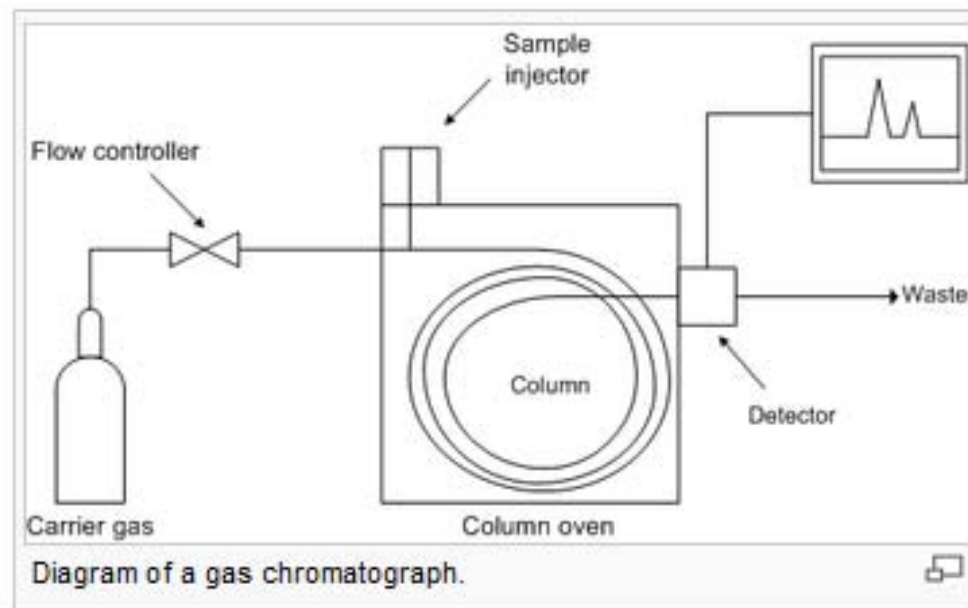 Sample
injector
Flow controller
Waste
Column
Detector
Carrier gas
Column oven
Diagram of a gas chromatograph.